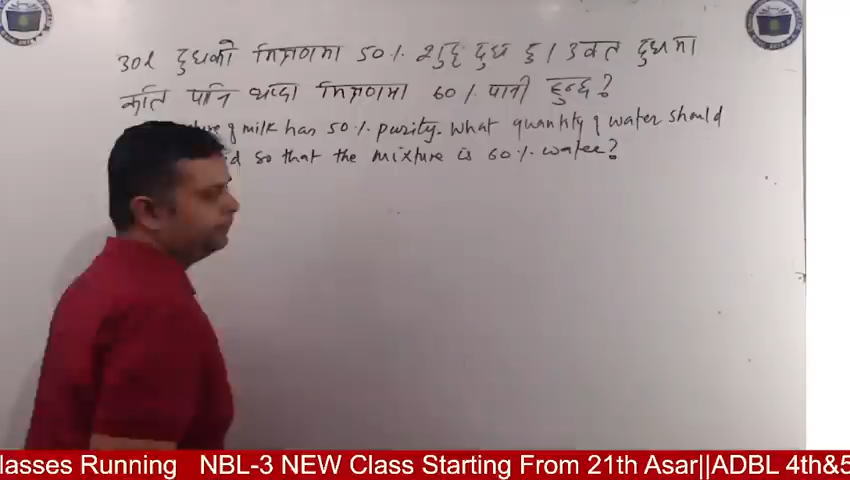 30l दुधको मिश्रणमा 50% शुद्ध दुध छ। उक्त दुधमा
कति पानि थप्दा मिश्रणमा 60% पानी हुन्छ?
of milk has 50% purity. What quantity of water should
so that the mixture is 60% water?
lasses Running NBL-3 NEW Class Starting From 21th Asar||ADBL 4th&5